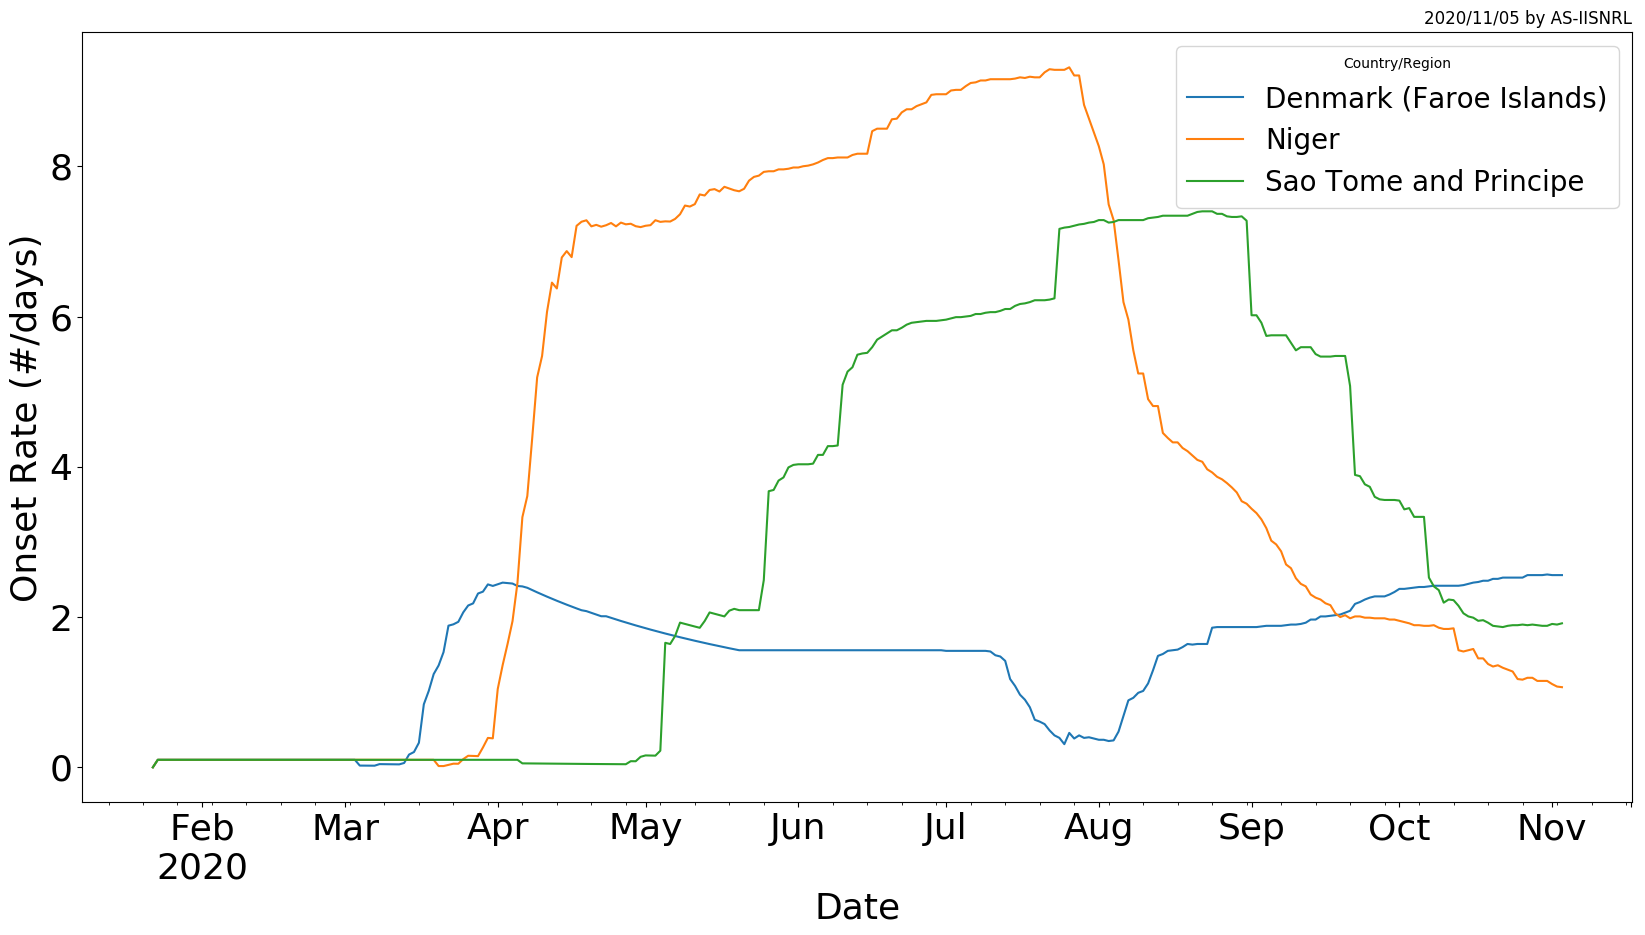 2020/11/05 by AS-IISNRL
Country/Region
Denmark (Faroe Islands)
Niger
Sao Tome and Principe
Onset Rate (#/days)
8
6
4
2
0
Feb Mar Apr May Jun Jul Aug Sep Oct Nov
2020
Date